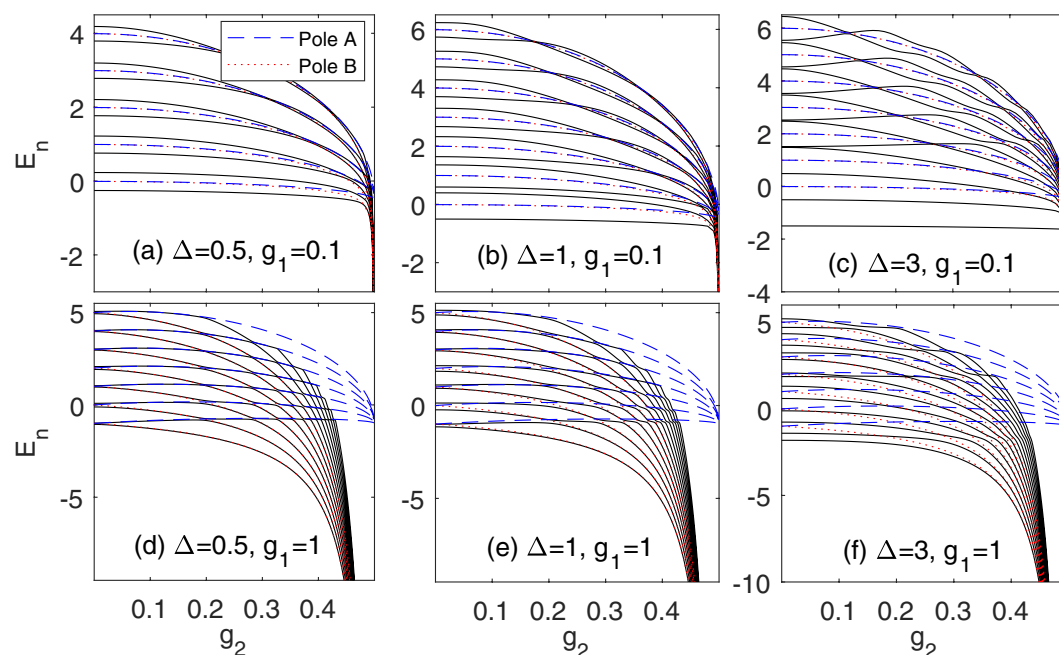 4
2
0
-2
E_n
Pole A
Pole B
(a) Δ=0.5, g_1=0.1
6
4
2
0
-2
(b) Δ=1, g_1=0.1
6
4
2
0
-2
-4
(c) Δ=3, g_1=0.1
5
0
-5
E_n
(d) Δ=0.5, g_1=1
0.1 0.2 0.3 0.4
g_2
5
0
-5
(e) Δ=1, g_1=1
0.1 0.2 0.3 0.4
g_2
5
0
-5
-10
(f) Δ=3, g_1=1
0.1 0.2 0.3 0.4
g_2